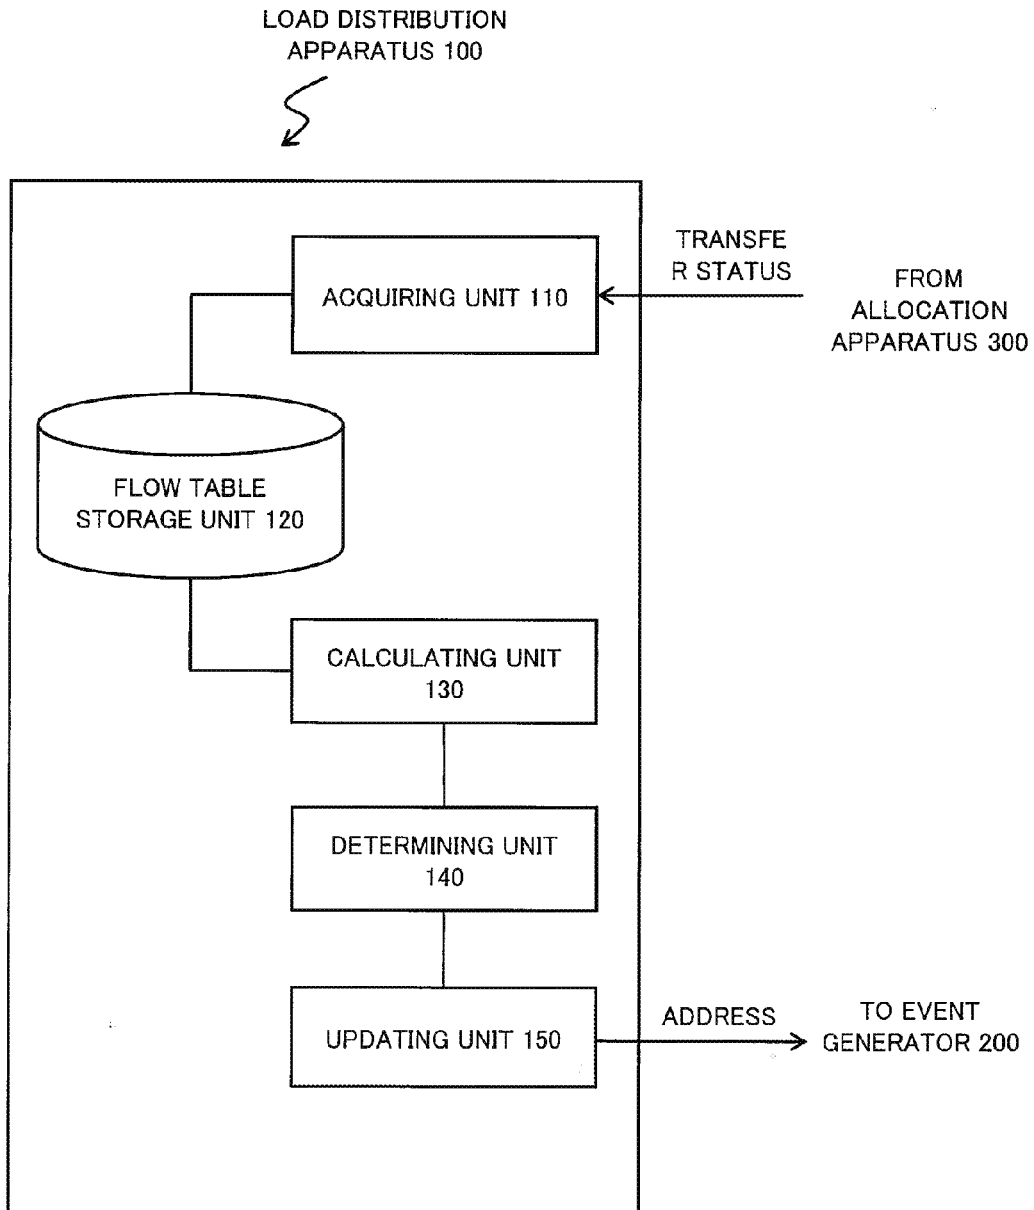 LOAD DISTRIBUTION
APPARATUS 100
TRANSFE
R STATUS
ACQUIRING UNIT 110
FROM
ALLOCATION
APPARATUS 300
FLOW TABLE
STORAGE UNIT 120
CALCULATING UNIT
130
DETERMINING UNIT
140
UPDATING UNIT 150
ADDRESS
TO EVENT
GENERATOR 200